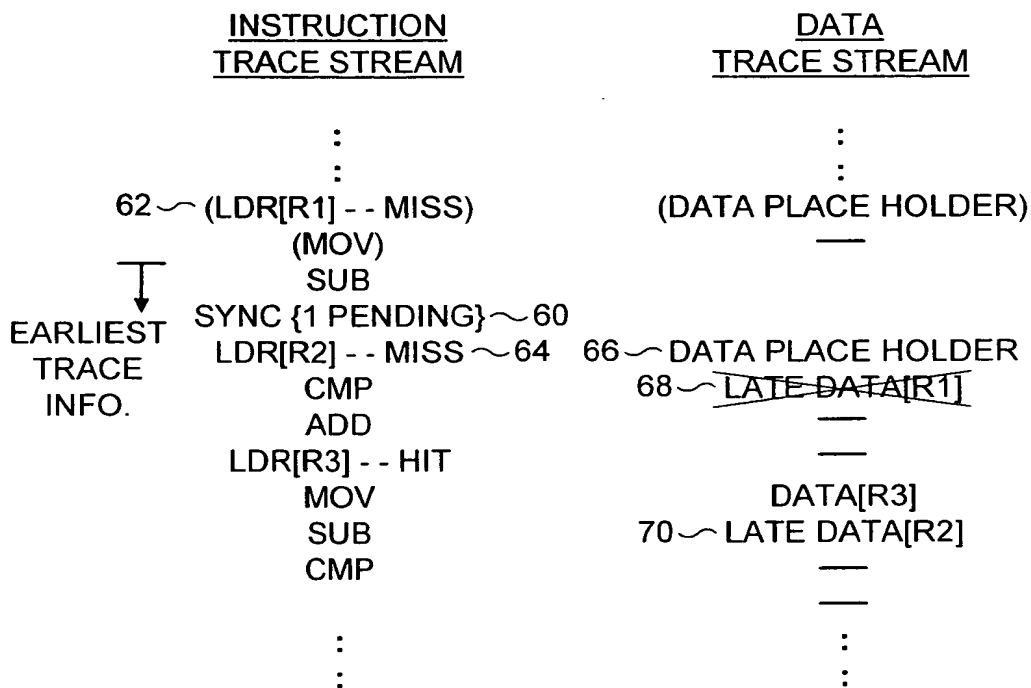 INSTRUCTION
TRACE STREAM
DATA
TRACE STREAM
62 (LDR[R1] - - MISS) (DATA PLACE HOLDER)
(MOV)
SUB
SYNC {1 PENDING} 60
EARLIEST
TRACE
INFO.
LDR[R2] - - MISS 64 66 DATA PLACE HOLDER
CMP 68 LATE DATA[R1]
ADD
LDR[R3] - - HIT
MOV DATA[R3]
SUB 70 LATE DATA[R2]
CMP